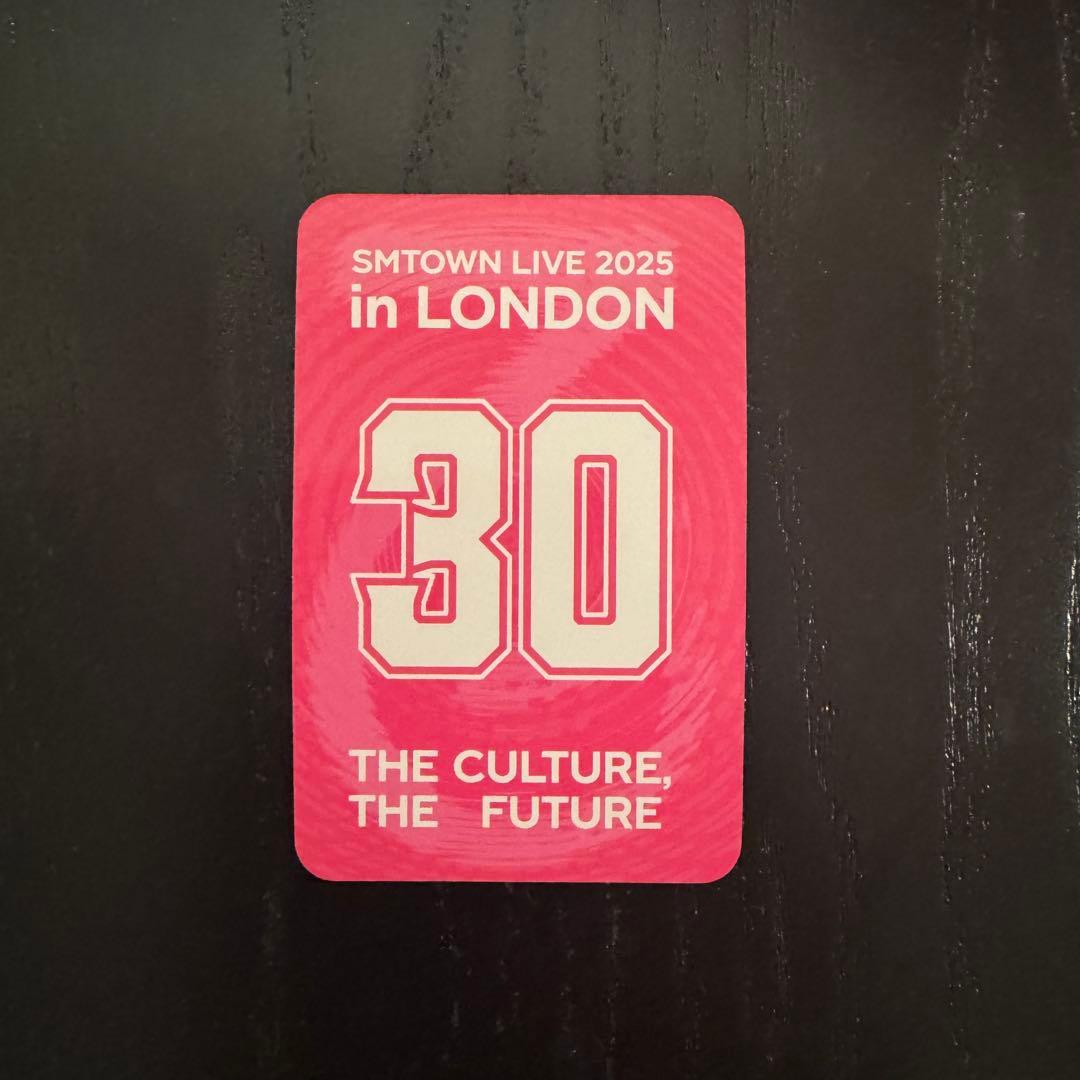 SMTOWN LIVE 2025
in LONDON
30
THE CULTURE,
THE FUTURE